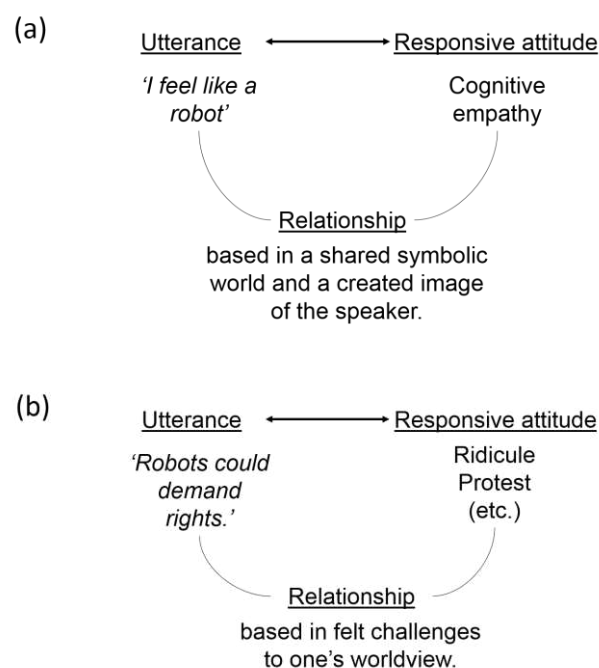 (a)
Utterance Responsive attitude
‘I feel like a Cognitive
robot’ empathy
Relationship
based in a shared symbolic
world and a created image
of the speaker.
(b)
Utterance Responsive attitude
‘Robots could
demand
rights.’
Ridicule
Protest
(etc.)
Relationship
based in felt challenges
to one’s worldview.